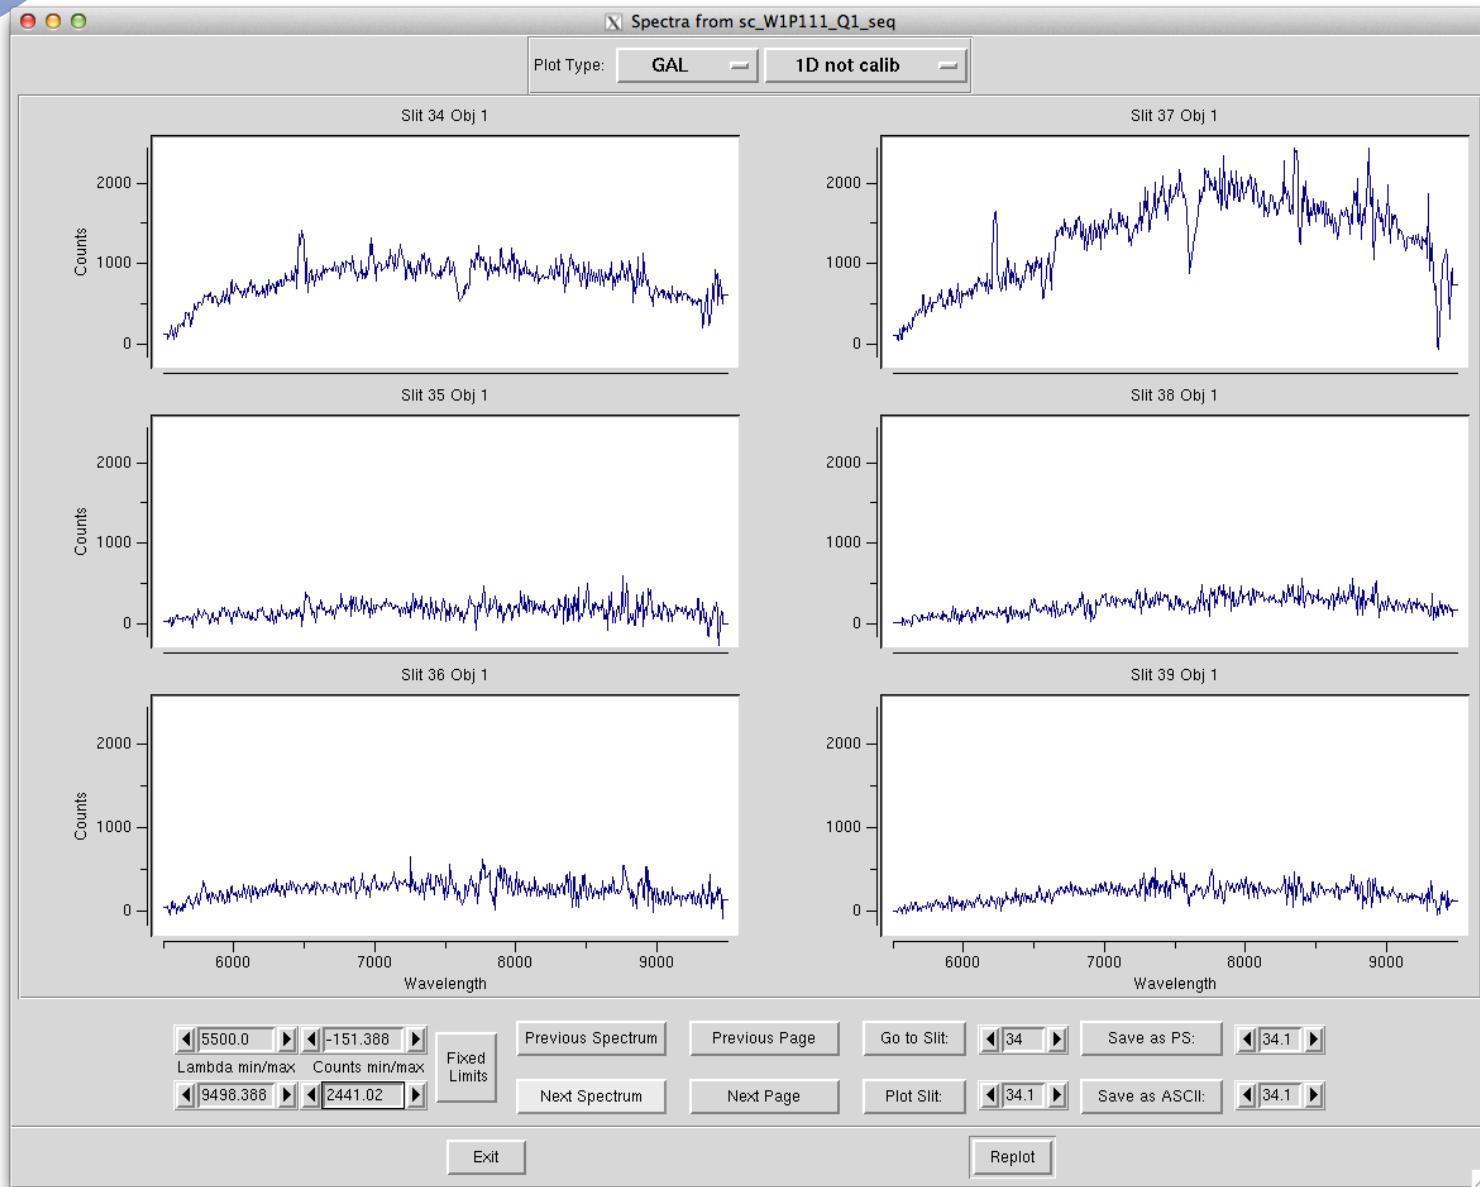 Spectra from sc_W1P111_Q1_seq
Plot Type: GAL 1D not calib
Slit 34 Obj 1
2000
1000
0
Counts
Slit 37 Obj 1
2000
1000
0
Slit 35 Obj 1
2000
1000
0
Counts
Slit 38 Obj 1
2000
1000
0
Slit 36 Obj 1
2000
1000
0
Counts
6000 7000 8000 9000
Wavelength
Slit 39 Obj 1
2000
1000
0
6000 7000 8000 9000
Wavelength
5500.0 -151.388
Lambda min/max Counts min/max
9498.388 2441.02
Fixed
Limits
Previous Spectrum Previous Page Go to Slit: 34 Save as PS: 34.1
Next Spectrum Next Page Plot Slit: 34.1 Save as ASCII: 34.1
Exit Replot